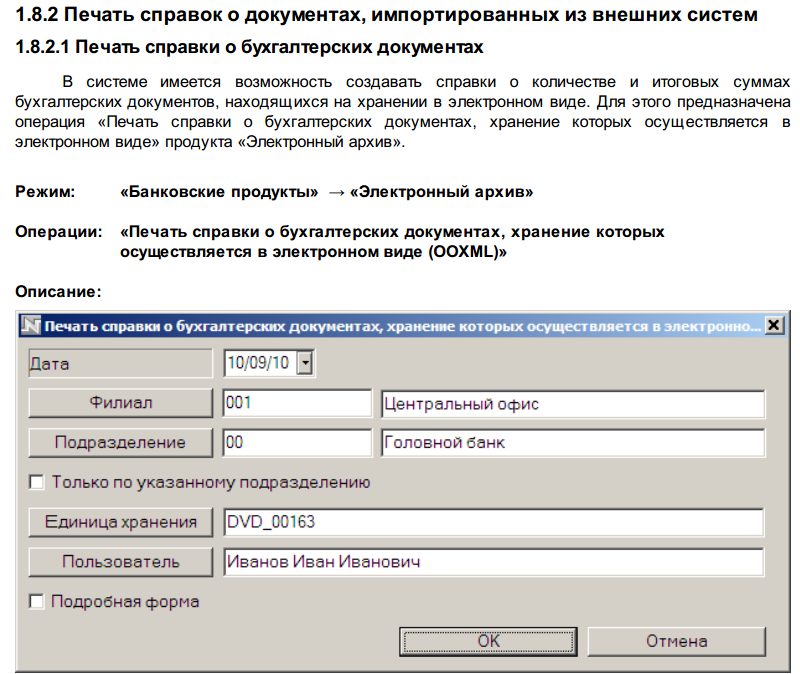 1.8.2 Печать справок о документах, импортированных из внешних систем
1.8.2.1 Печать справки о бухгалтерских документах
В системе имеется возможность создавать справки о количестве и итоговых суммах
бухгалтерских документов, находящихся на хранении в электронном виде. Для этого предназначена
операция «Печать справки о бухгалтерских документах, хранение которых осуществляется в
электронном виде» продукта «Электронный архив».
Режим: «Банковские продукты» → «Электронный архив»
Операции: «Печать справки о бухгалтерских документах, хранение которых
осуществляется в электронном виде (OOXML)»
Описание:
Печать справки о бухгалтерских документах, хранение которых осуществляется в электронно...
Дата 10/09/10
Филиал 001 Центральный офис
Подразделение 00 Головной банк
Только по указанному подразделению
Единица хранения DVD_00163
Пользователь Иванов Иван Иванович
Подробная форма
OK Отмена